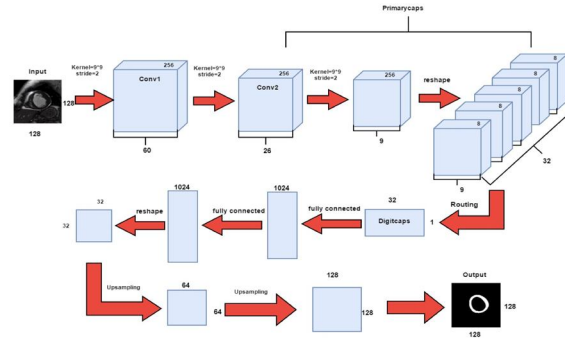 Primarycaps
Input
128
128
Kernel=9*9
stride=2
256
Conv1
60
Kernel=9*9
stride=2
256
Conv2
26
Kernel=9*9
stride=2
256
9
reshape
8
8
8
8
8
8
9
32
Routing
32
Digitcaps
1
fully connected
1024
fully connected
1024
reshape
32
32
Upsampling
64
64
Upsampling
128
128
Output
128
128